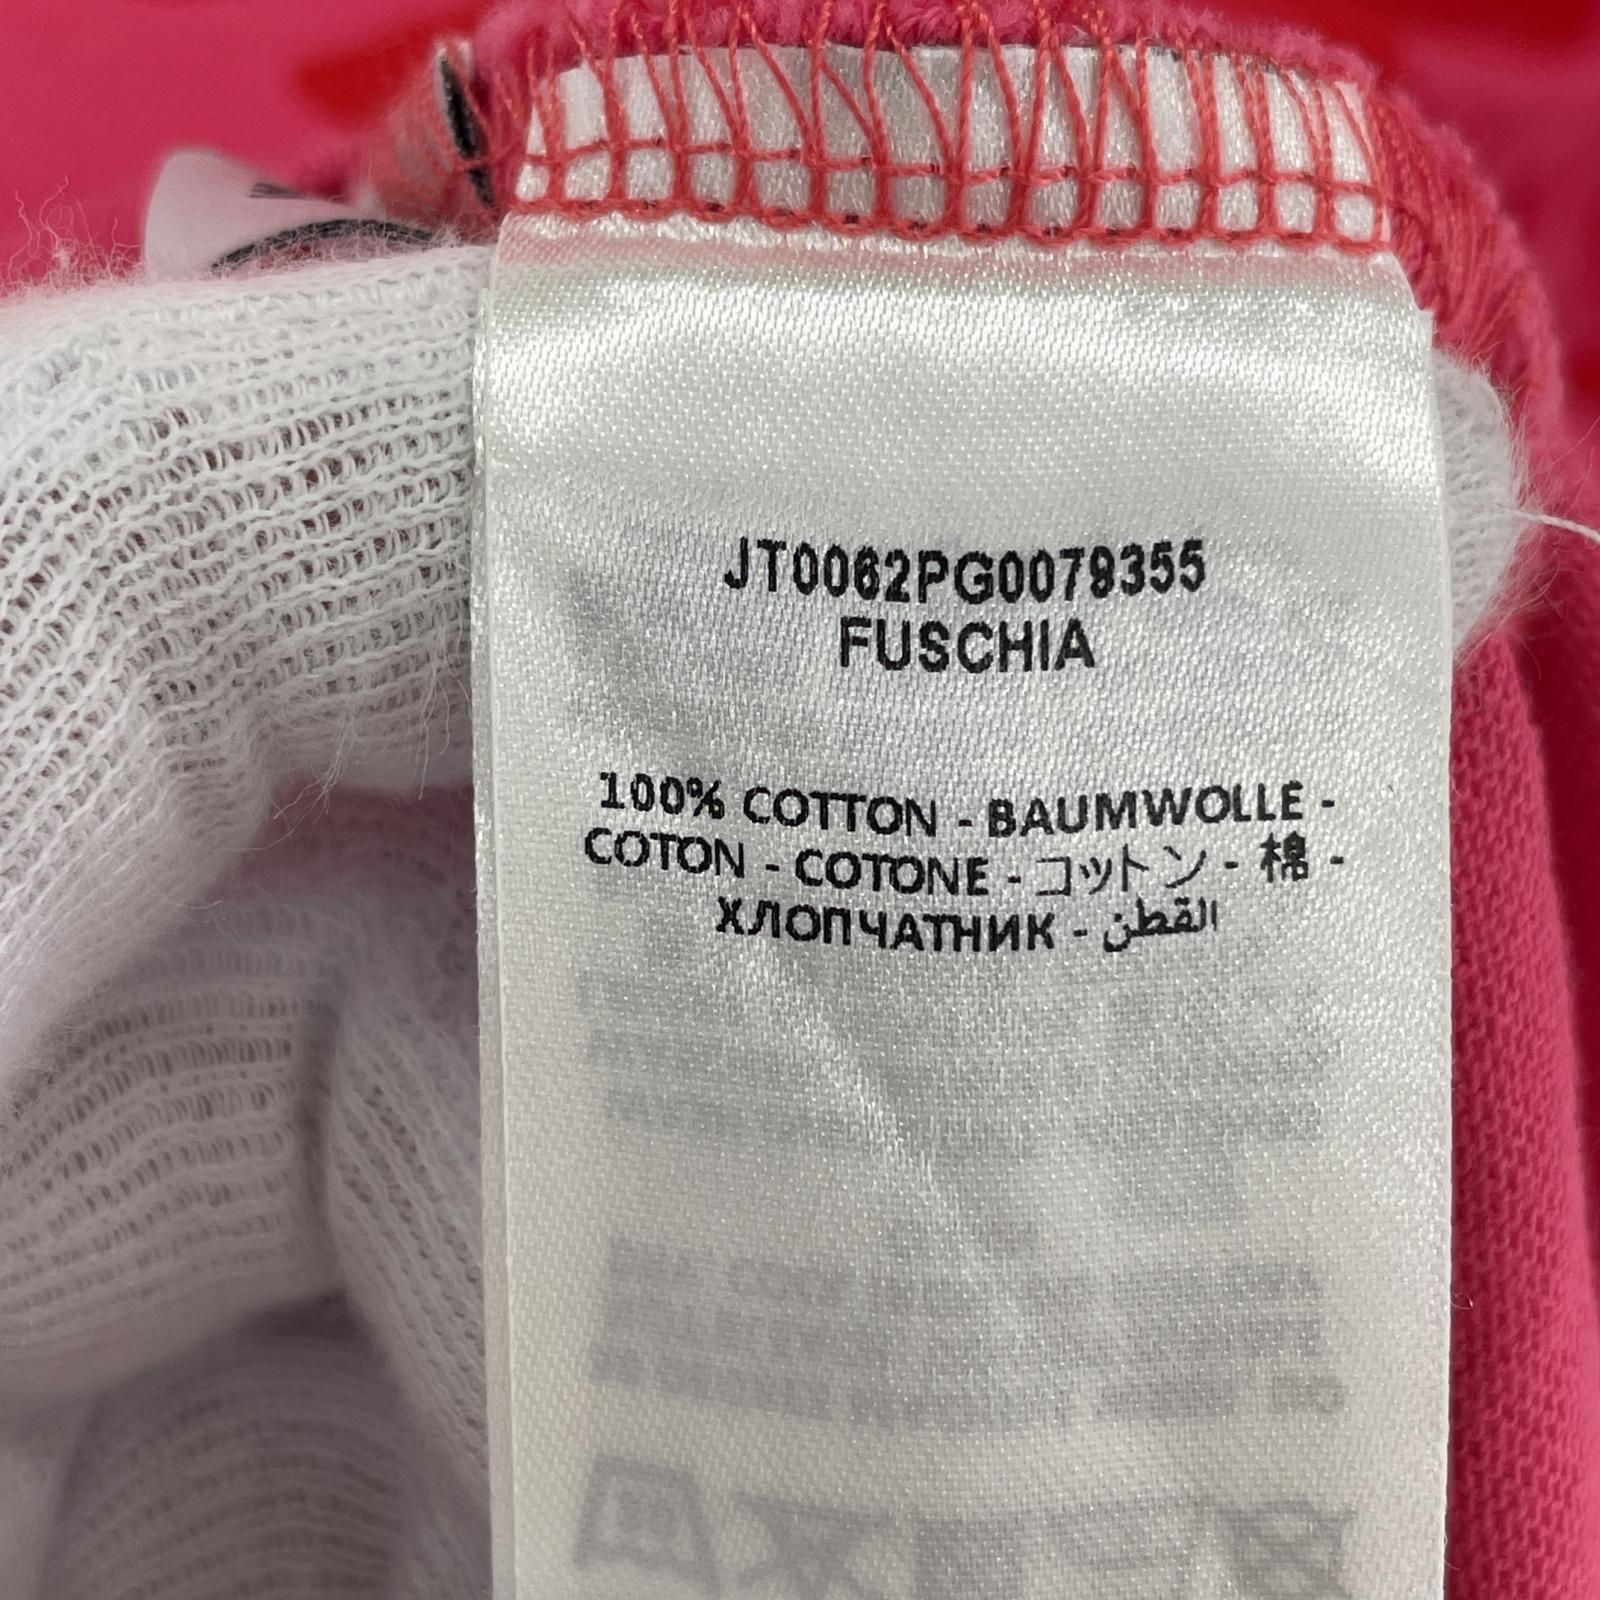 JT0062PG0079355
FUSCHIA
100% COTTON - BAUMWOLLE -
COTON - COTONE - コットン - 棉 -
ХЛОПЧАТНИК - القطن